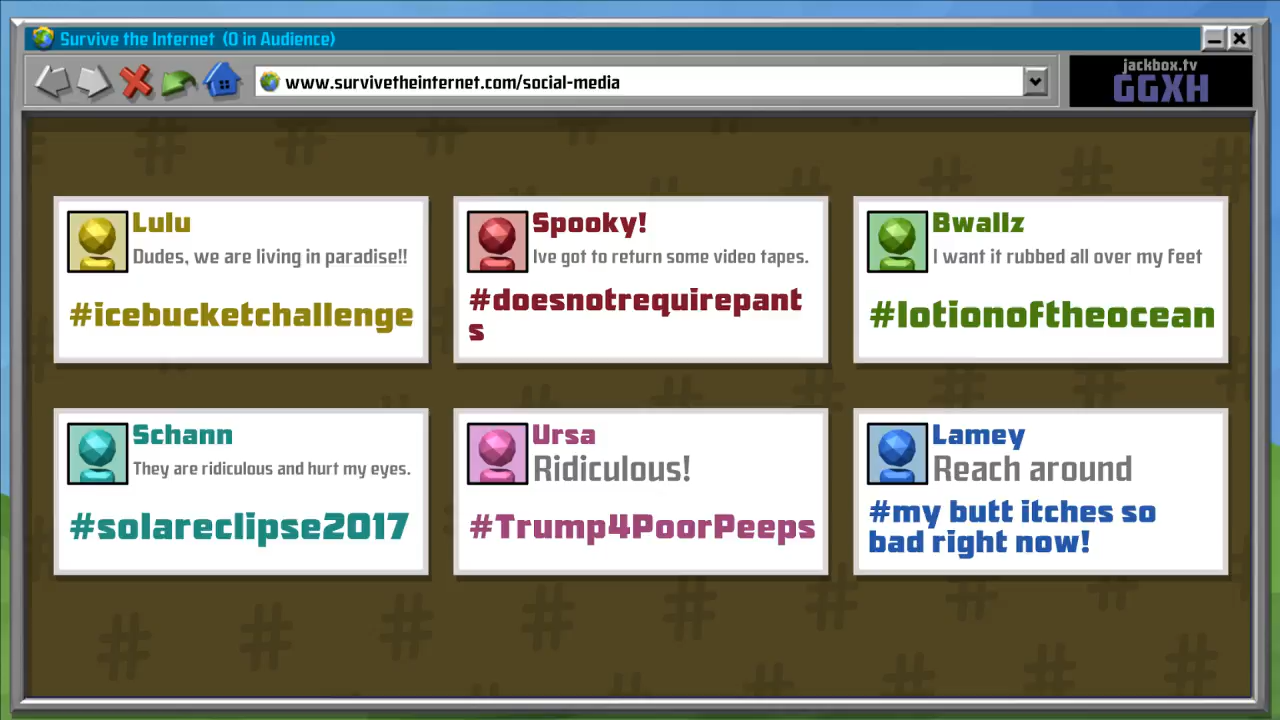 Survive the Internet (0 in Audience)
www.survivetheinternet.com/social-media
jackbox.tv
GGXH
Lulu
Dudes, we are living in paradise!!
#icebucketchallenge
Spooky!
Ive got to return some video tapes.
#doesnotrequirepant
s
Bwallz
I want it rubbed all over my feet
#lotionoftheocean
Schann
They are ridiculous and hurt my eyes.
#solareclipse2017
Ursa
Ridiculous!
#Trump4PoorPeeps
Lamey
Reach around
#my butt itches so
bad right now!